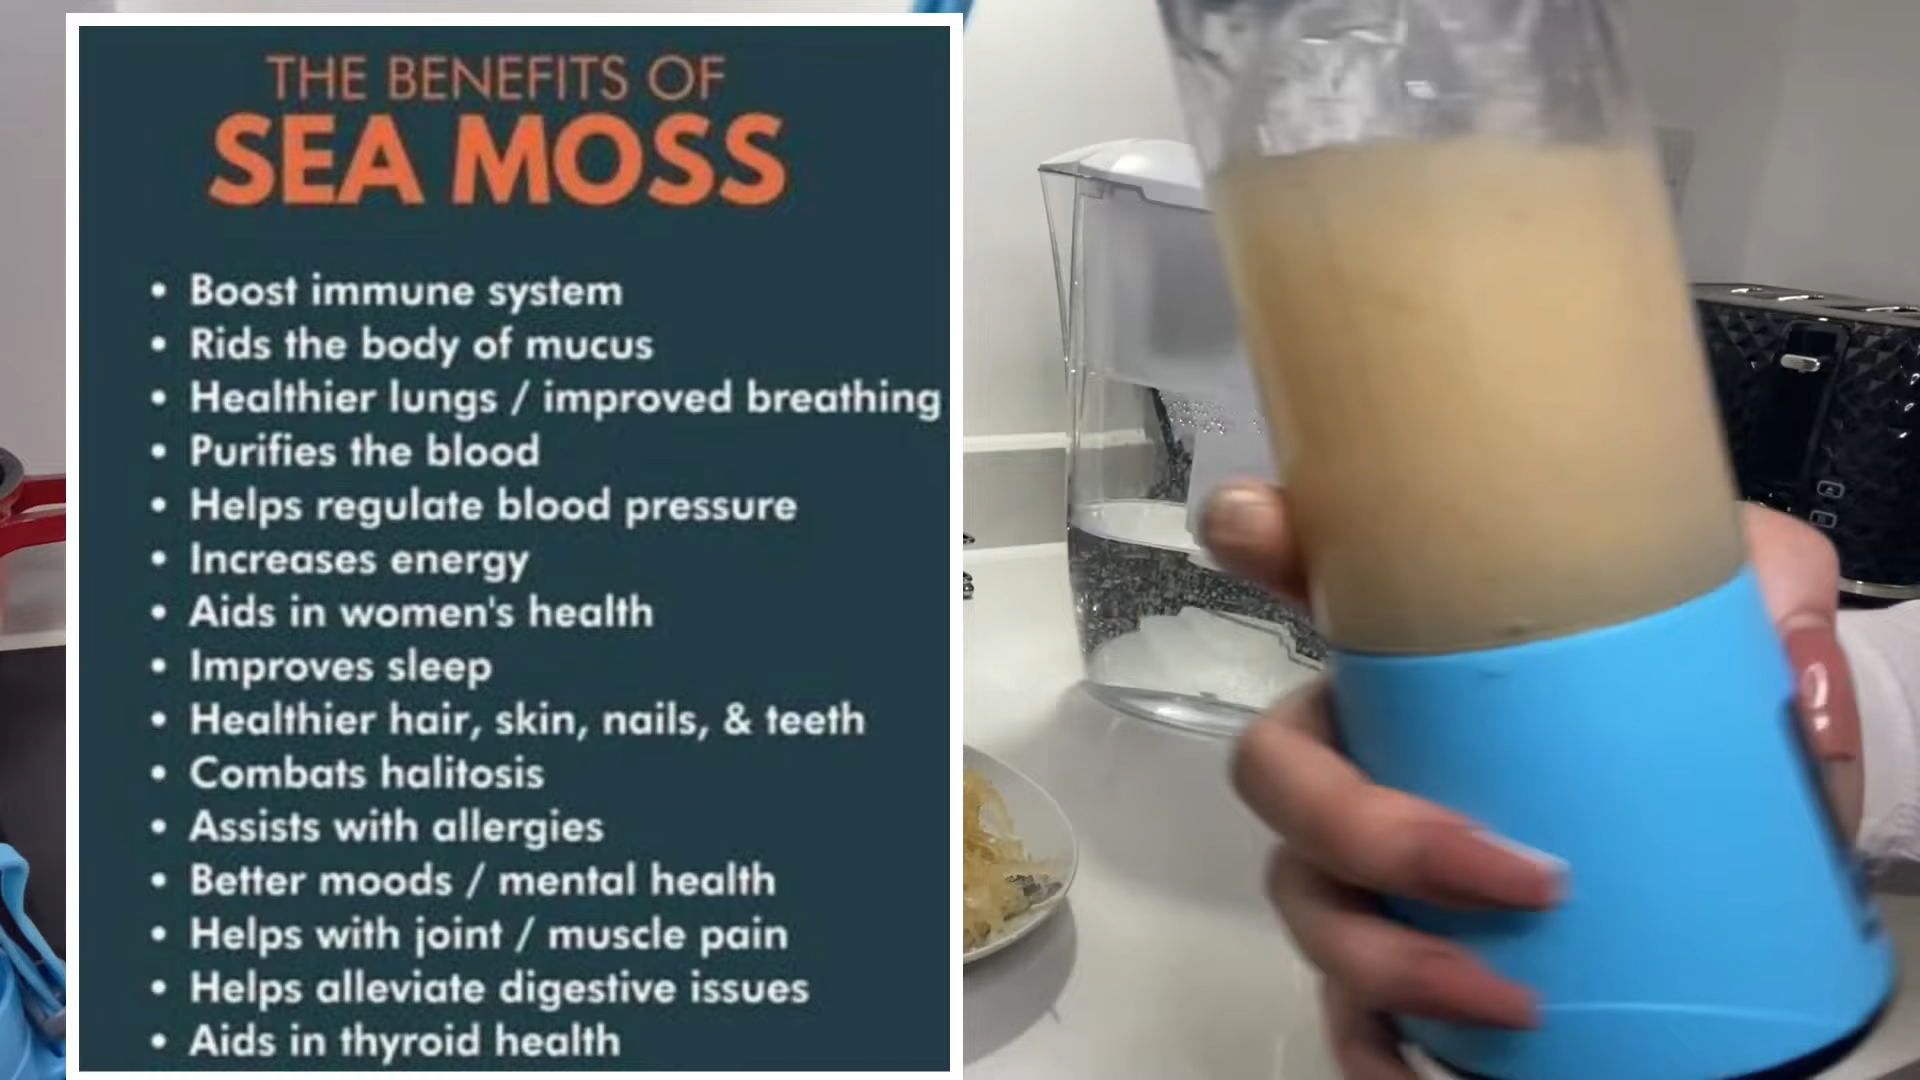 THE BENEFITS OF
SEA MOSS
• Boost immune system
• Rids the body of mucus
• Healthier lungs / improved breathing
• Purifies the blood
• Helps regulate blood pressure
• Increases energy
• Aids in women's health
• Improves sleep
• Healthier hair, skin, nails, & teeth
• Combats halitosis
• Assists with allergies
• Better moods / mental health
• Helps with joint / muscle pain
• Helps alleviate digestive issues
• Aids in thyroid health